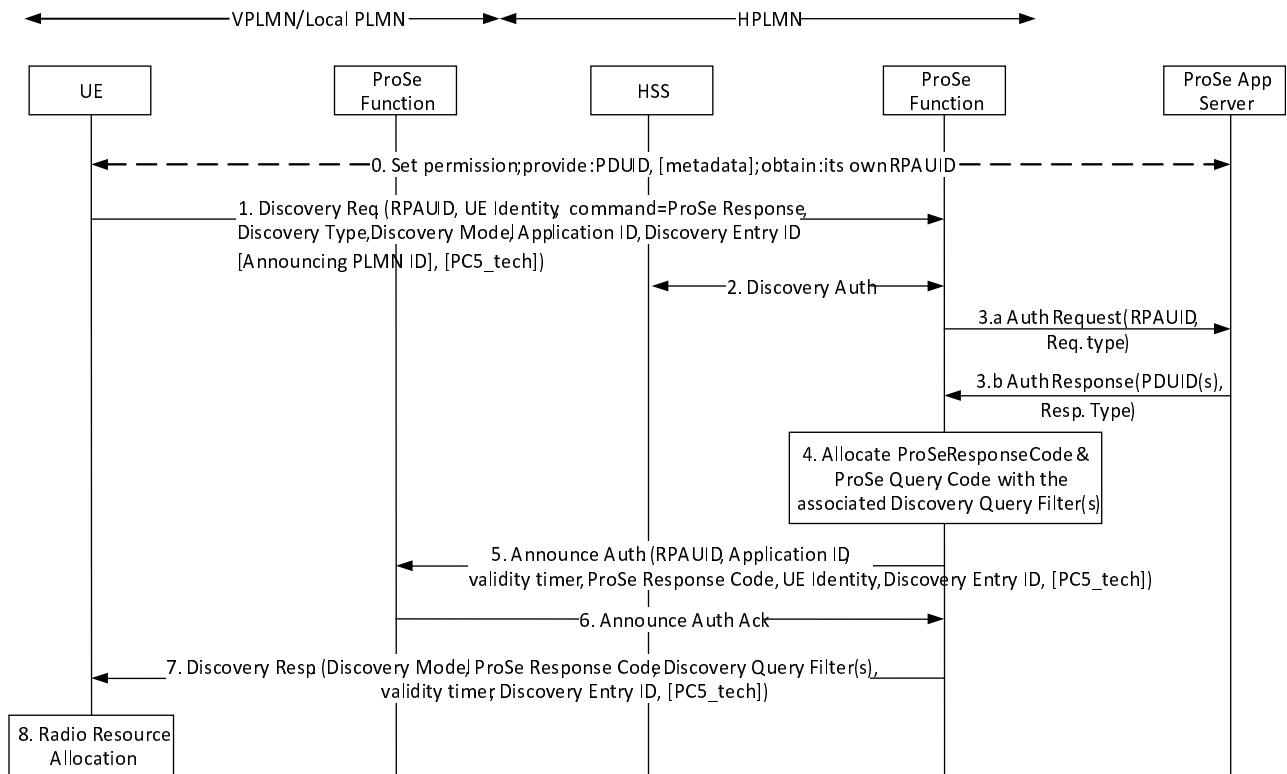 VPLMN/Local PLMN
HPLMN
UE
ProSe
Function
HSS
ProSe
Function
ProSe App
Server
0. Set permission;provide:PDUID, [metadata];obtain:its own RPAUID
1. Discovery Req (RPAUID, UE Identity, command=ProSe Response,
Discovery Type,Discovery Model, Application ID, Discovery Entry ID
[Announcing PLMN ID], [PC5_tech])
2. Discovery Auth
3.a Auth Request(RPAUID,
Req. type)
3.b Auth Response(PDUID(s),
Resp. Type)
4. Allocate ProSeResponseCode &
ProSe Query Code with the
associated Discovery Query Filter(s)
5. Announce Auth (RPAUID, Application ID,
validity timer, ProSe Response Code, UE Identity, Discovery Entry ID, [PC5_tech])
6. Announce Auth Ack
7. Discovery Resp (Discovery Model, ProSe Response Code, Discovery Query Filter(s),
validity timer, Discovery Entry ID, [PC5_tech])
8. Radio Resource
Allocation